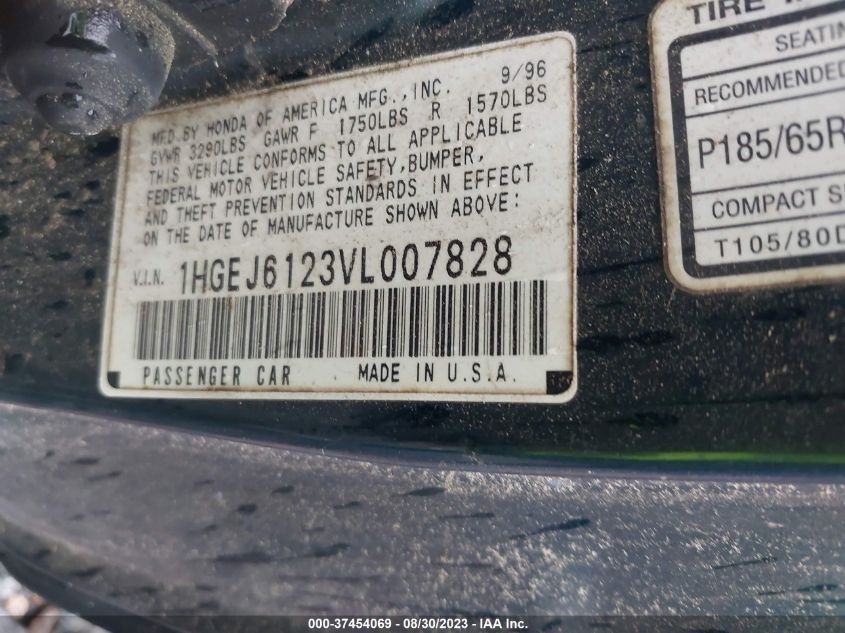 MFD.BY HONDA OF AMERICA MFG.,INC. 9/96
GVWR 3290LBS GAWR F 1750LBS R 1570LBS
THIS VEHICLE CONFORMS TO ALL APPLICABLE
FEDERAL MOTOR VEHICLE SAFETY,BUMPER,
AND THEFT PREVENTION STANDARDS IN EFFECT
ON THE DATE OF MANUFACTURE SHOWN ABOVE:
V.I.N. 1HGEJ6123VL007828
PASSENGER CAR MADE IN U.S.A.
TIRE
SEATIN
RECOMMENDED
P185/65R
COMPACT S
T105/80D
000-37454069 - 08/30/2023 - IAA Inc.